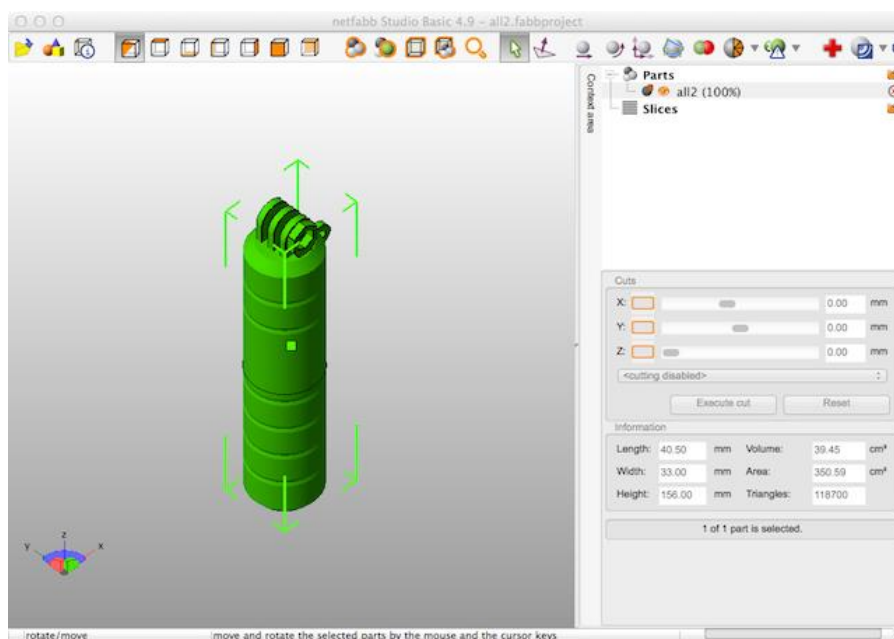 netfabb Studio Basic 4.9 - all2.fabbproject
Context area
Parts
all2 (100%)
Slices
Cuts
X: 0.00 mm
Y: 0.00 mm
Z: 0.00 mm
<cutting disabled>
Execute cut Reset
Information
Length: 40.50 mm Volume: 39.45 cm³
Width: 33.00 mm Area: 350.59 cm²
Height: 156.00 mm Triangles: 118700
1 of 1 part is selected.
y z x
rotate/move move and rotate the selected parts by the mouse and the cursor keys